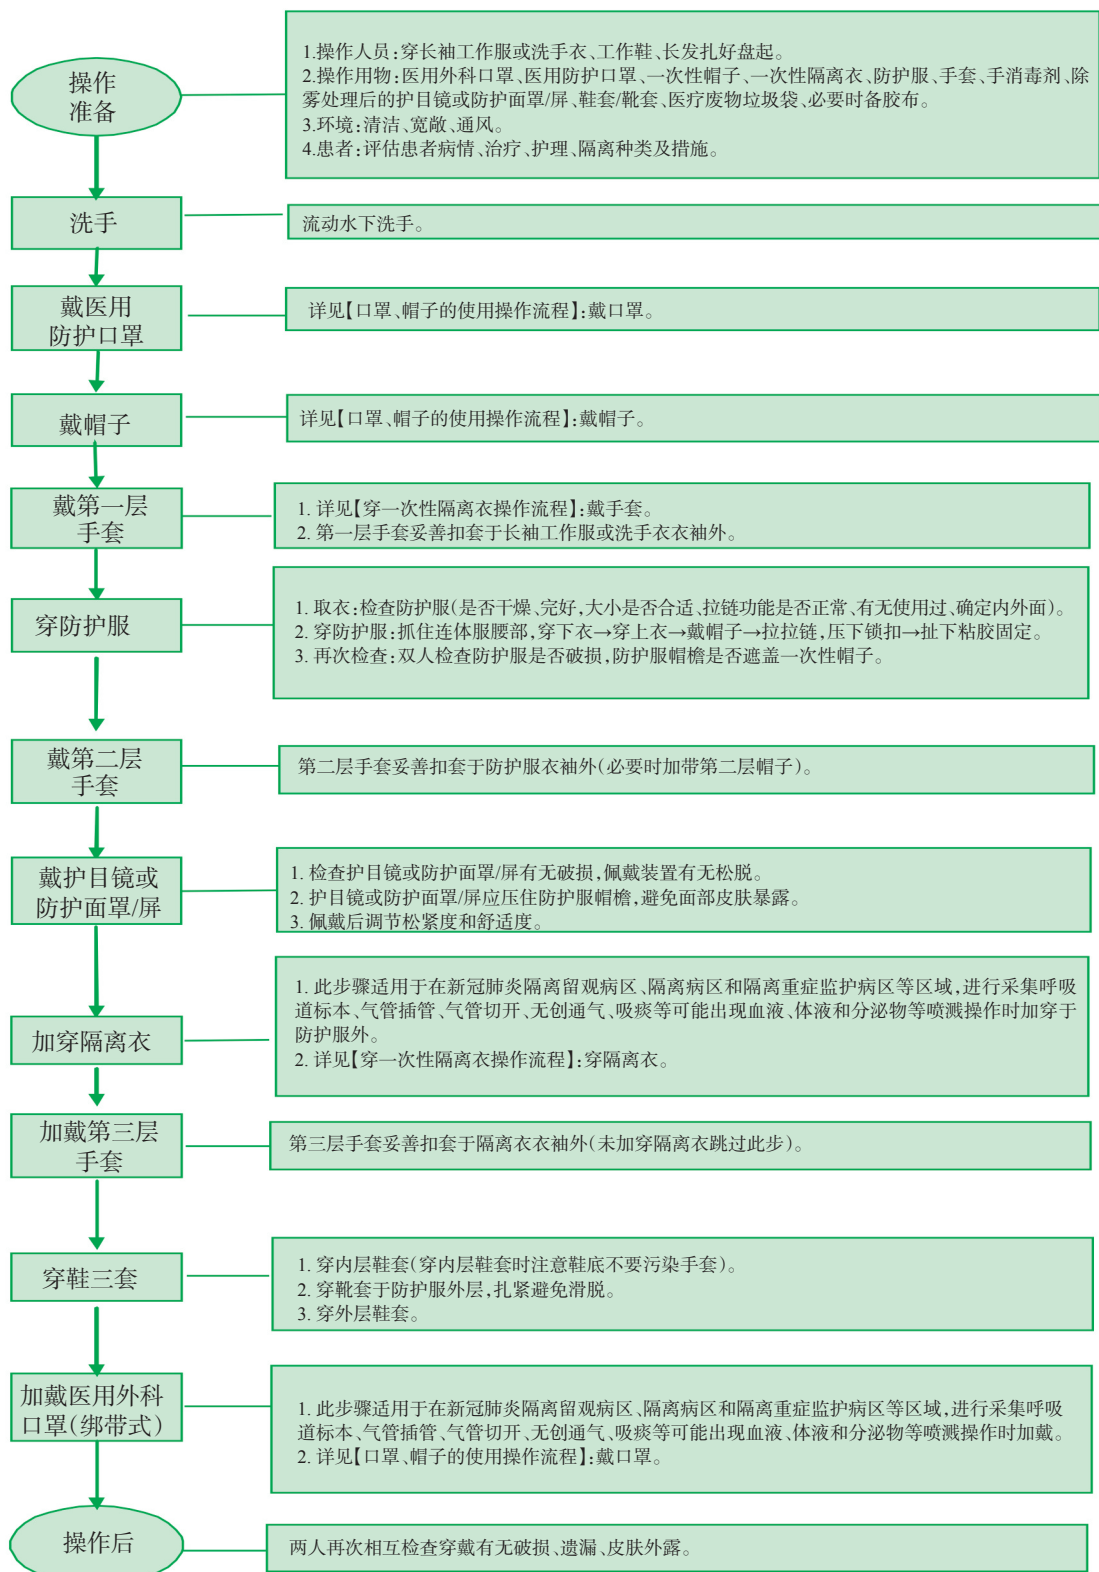 操作
准备
1.操作人员:穿长袖工作服或洗手衣、工作鞋、长发扎好盘起。
2.操作用物:医用外科口罩、医用防护口罩、一次性帽子、一次性隔离衣、防护服、手套、手消毒剂、除
雾处理后的护目镜或防护面罩/屏、鞋套/靴套、医疗废物垃圾袋、必要时备胶布。
3.环境:清洁、宽敞、通风。
4.患者:评估患者病情、治疗、护理、隔离种类及措施。
洗手
流动水下洗手。
戴医用
防护口罩
详见【口罩、帽子的使用操作流程】:戴口罩。
戴帽子
详见【口罩、帽子的使用操作流程】:戴帽子。
戴第一层
手套
1. 详见【穿一次性隔离衣操作流程】:戴手套。
2. 第一层手套妥善扣套于长袖工作服或洗手衣衣袖外。
穿防护服
1. 取衣:检查防护服(是否干燥、完好,大小是否合适、拉链功能是否正常、有无使用过、确定内外面)。
2. 穿防护服:抓住连体服腰部,穿下衣→穿上衣→戴帽子→拉拉链,压下锁扣→扯下粘胶固定。
3. 再次检查:双人检查防护服是否破损,防护服帽檐是否遮盖一次性帽子。
戴第二层
手套
第二层手套妥善扣套于防护服衣袖外(必要时加带第二层帽子)。
戴护目镜或
防护面罩/屏
1. 检查护目镜或防护面罩/屏有无破损,佩戴装置有无松脱。
2. 护目镜或防护面罩/屏应压住防护服帽檐,避免面部皮肤暴露。
3. 佩戴后调节松紧度和舒适度。
加穿隔离衣
1. 此步骤适用于在新冠肺炎隔离留观病区、隔离病区和隔离重症监护病区等区域,进行采集呼吸
道标本、气管插管、气管切开、无创通气、吸痰等可能出现血液、体液和分泌物等喷溅操作时加穿于
防护服外。
2. 详见【穿一次性隔离衣操作流程】:穿隔离衣。
加戴第三层
手套
第三层手套妥善扣套于隔离衣衣袖外(未加穿隔离衣跳过此步)。
穿鞋三套
1. 穿内层鞋套(穿内层鞋套时注意鞋底不要污染手套)。
2. 穿靴套于防护服外层,扎紧避免滑脱。
3. 穿外层鞋套。
加戴医用外科
口罩(绑带式)
1. 此步骤适用于在新冠肺炎隔离留观病区、隔离病区和隔离重症监护病区等区域,进行采集呼吸
道标本、气管插管、气管切开、无创通气、吸痰等可能出现血液、体液和分泌物等喷溅操作时加戴。
2. 详见【口罩、帽子的使用操作流程】:戴口罩。
操作后
两人再次相互检查穿戴有无破损、遗漏、皮肤外露。